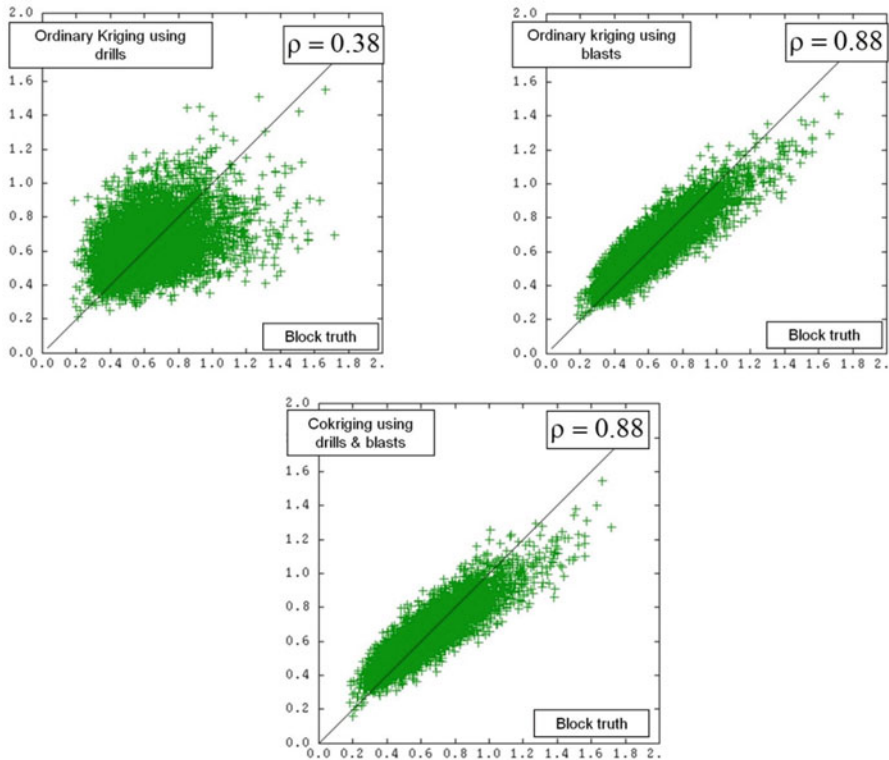 2.0
Ordinary Kriging using
drills
ρ = 0.38
1.6
1.4
1.2
1.0
0.8
0.6
0.4
0.2
0.0
Block truth
0.0 0.2 0.4 0.6 0.8 1.0 1.2 1.4 1.6 1.8 2.
2.0
Ordinary kriging using
blasts
ρ = 0.88
1.6
1.4
1.2
1.0
0.8
0.6
0.4
0.2
0.0
Block truth
0.0 0.2 0.4 0.6 0.8 1.0 1.2 1.4 1.6 1.8 2.
2.0
Cokriging using
drills & blasts
ρ = 0.88
1.6
1.4
1.2
1.0
0.8
0.6
0.4
0.2
0.0
Block truth
0.0 0.2 0.4 0.6 0.8 1.0 1.2 1.4 1.6 1.8 2.